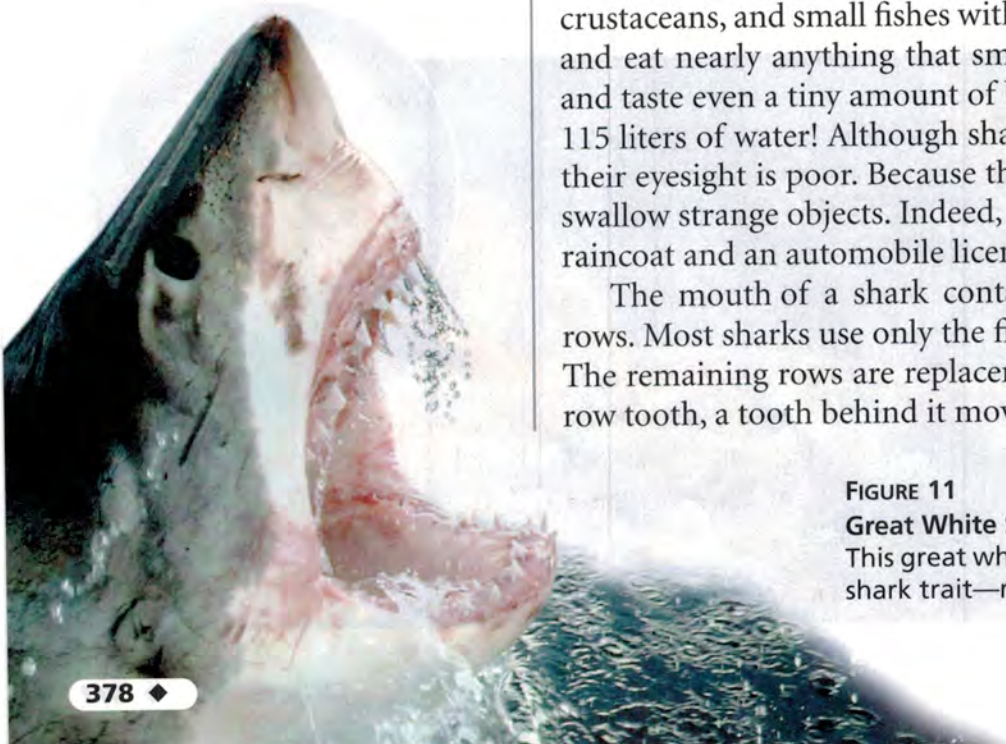 crustaceans, and small fishes with
and eat nearly anything that sm
and taste even a tiny amount of
115 liters of water! Although sha
their eyesight is poor. Because th
swallow strange objects. Indeed,
raincoat and an automobile licen
The mouth of a shark cont
rows. Most sharks use only the fi
The remaining rows are replacem
row tooth, a tooth behind it mov
FIGURE 11
Great White
This great wh
shark trait—
378 ◆